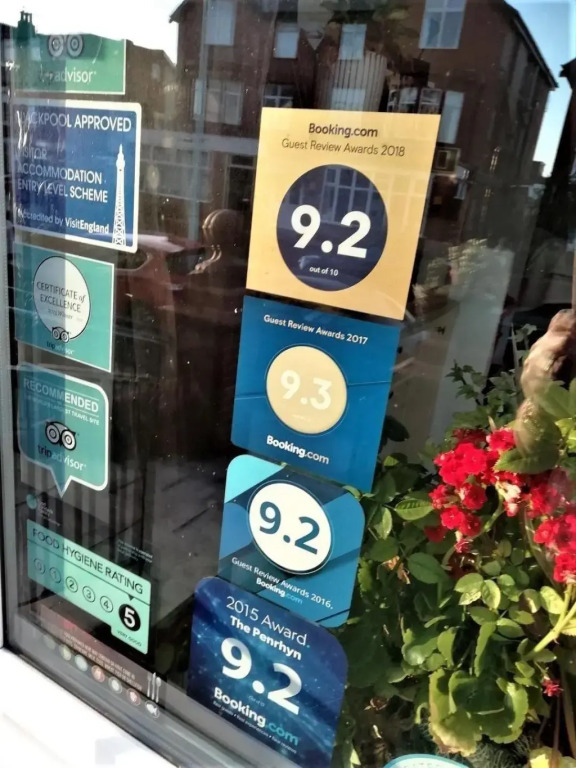 tripadvisor
BLACKPOOL APPROVED
VISITOR
ACCOMMODATION
ENTRY LEVEL SCHEME
Accredited by VisitEngland
CERTIFICATE of
EXCELLENCE
tripadvisor
RECOMMENDED
tripadvisor
FOOD HYGIENE RATING
0 1 2 3 4 5
VERY GOOD
Booking.com
Guest Review Awards 2018
9.2
out of 10
Guest Review Awards 2017
9.3
Booking.com
9.2
Guest Review Awards 2016.
Booking.com
2015 Award
The Penrhyn
9.2
Booking.com